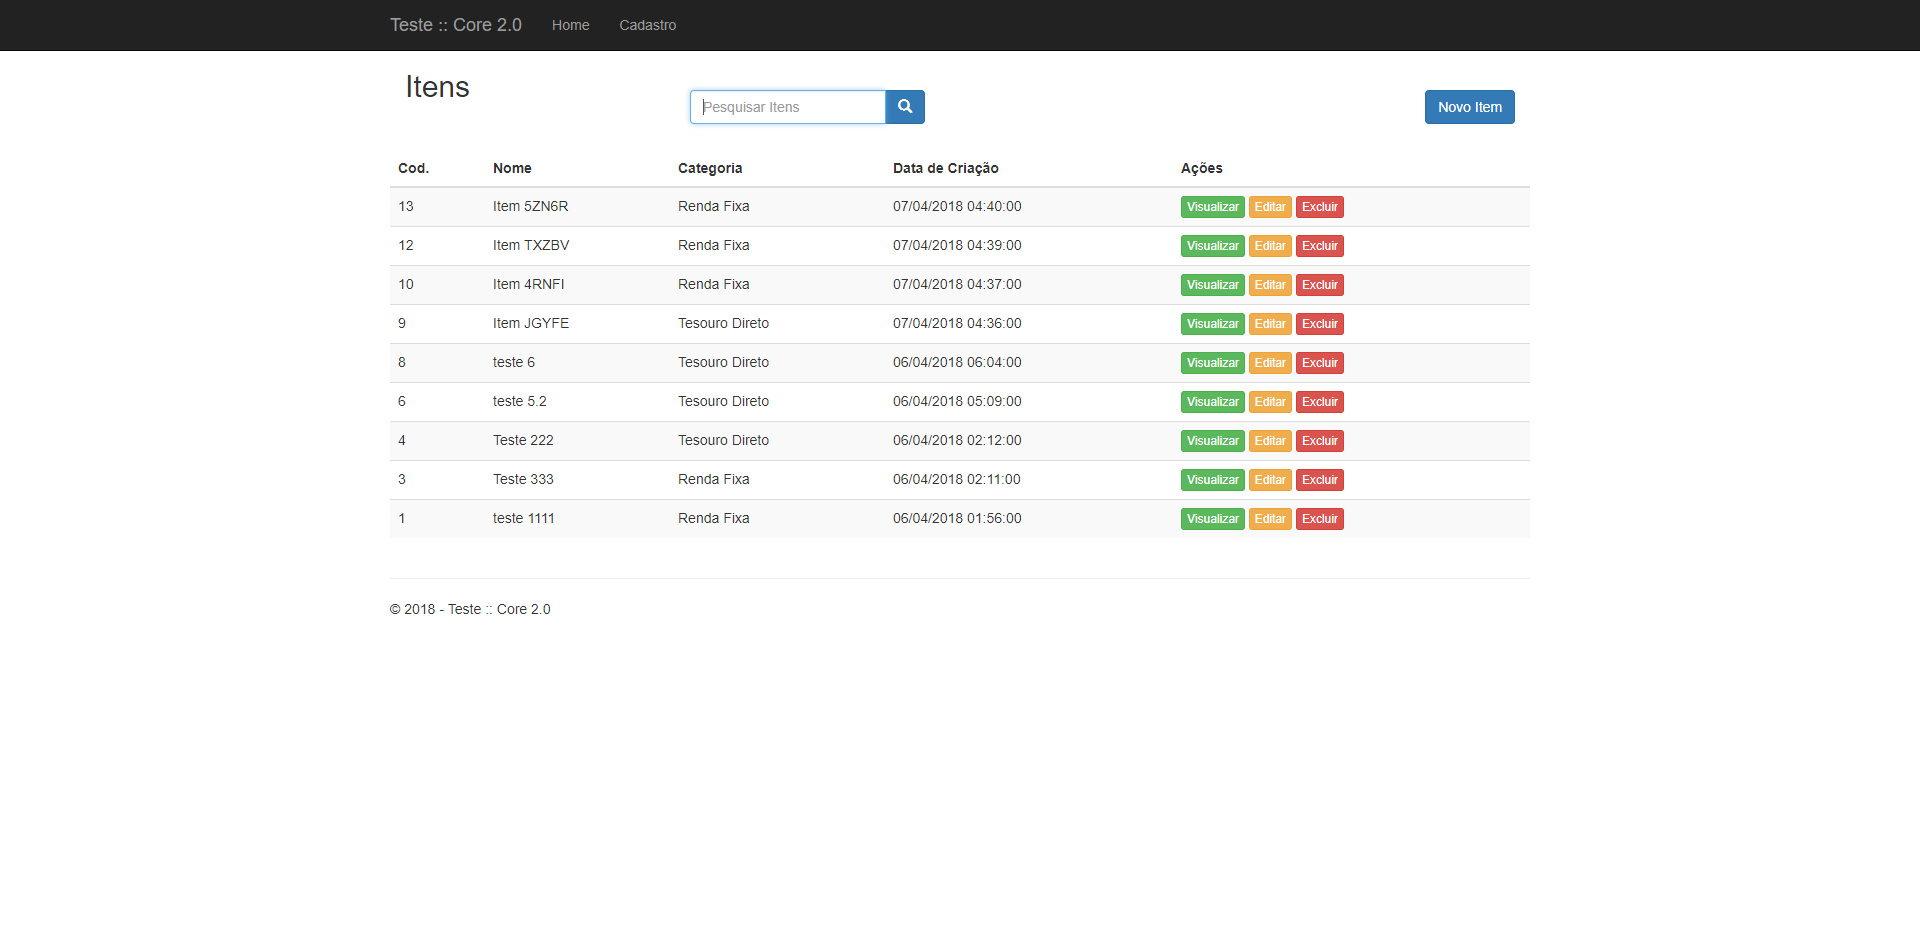 Teste :: Core 2.0 Home Cadastro
Itens
Pesquisar Itens
Novo Item
Cod. Nome Categoria Data de Criação Ações
13 Item 5ZN6R Renda Fixa 07/04/2018 04:40:00 Visualizar Editar Excluir
12 Item TXZBV Renda Fixa 07/04/2018 04:39:00 Visualizar Editar Excluir
10 Item 4RNFI Renda Fixa 07/04/2018 04:37:00 Visualizar Editar Excluir
9 Item JGYFE Tesouro Direto 07/04/2018 04:36:00 Visualizar Editar Excluir
8 teste 6 Tesouro Direto 06/04/2018 06:04:00 Visualizar Editar Excluir
6 teste 5.2 Tesouro Direto 06/04/2018 05:09:00 Visualizar Editar Excluir
4 Teste 222 Tesouro Direto 06/04/2018 02:12:00 Visualizar Editar Excluir
3 Teste 333 Renda Fixa 06/04/2018 02:11:00 Visualizar Editar Excluir
1 teste 1111 Renda Fixa 06/04/2018 01:56:00 Visualizar Editar Excluir
© 2018 - Teste :: Core 2.0